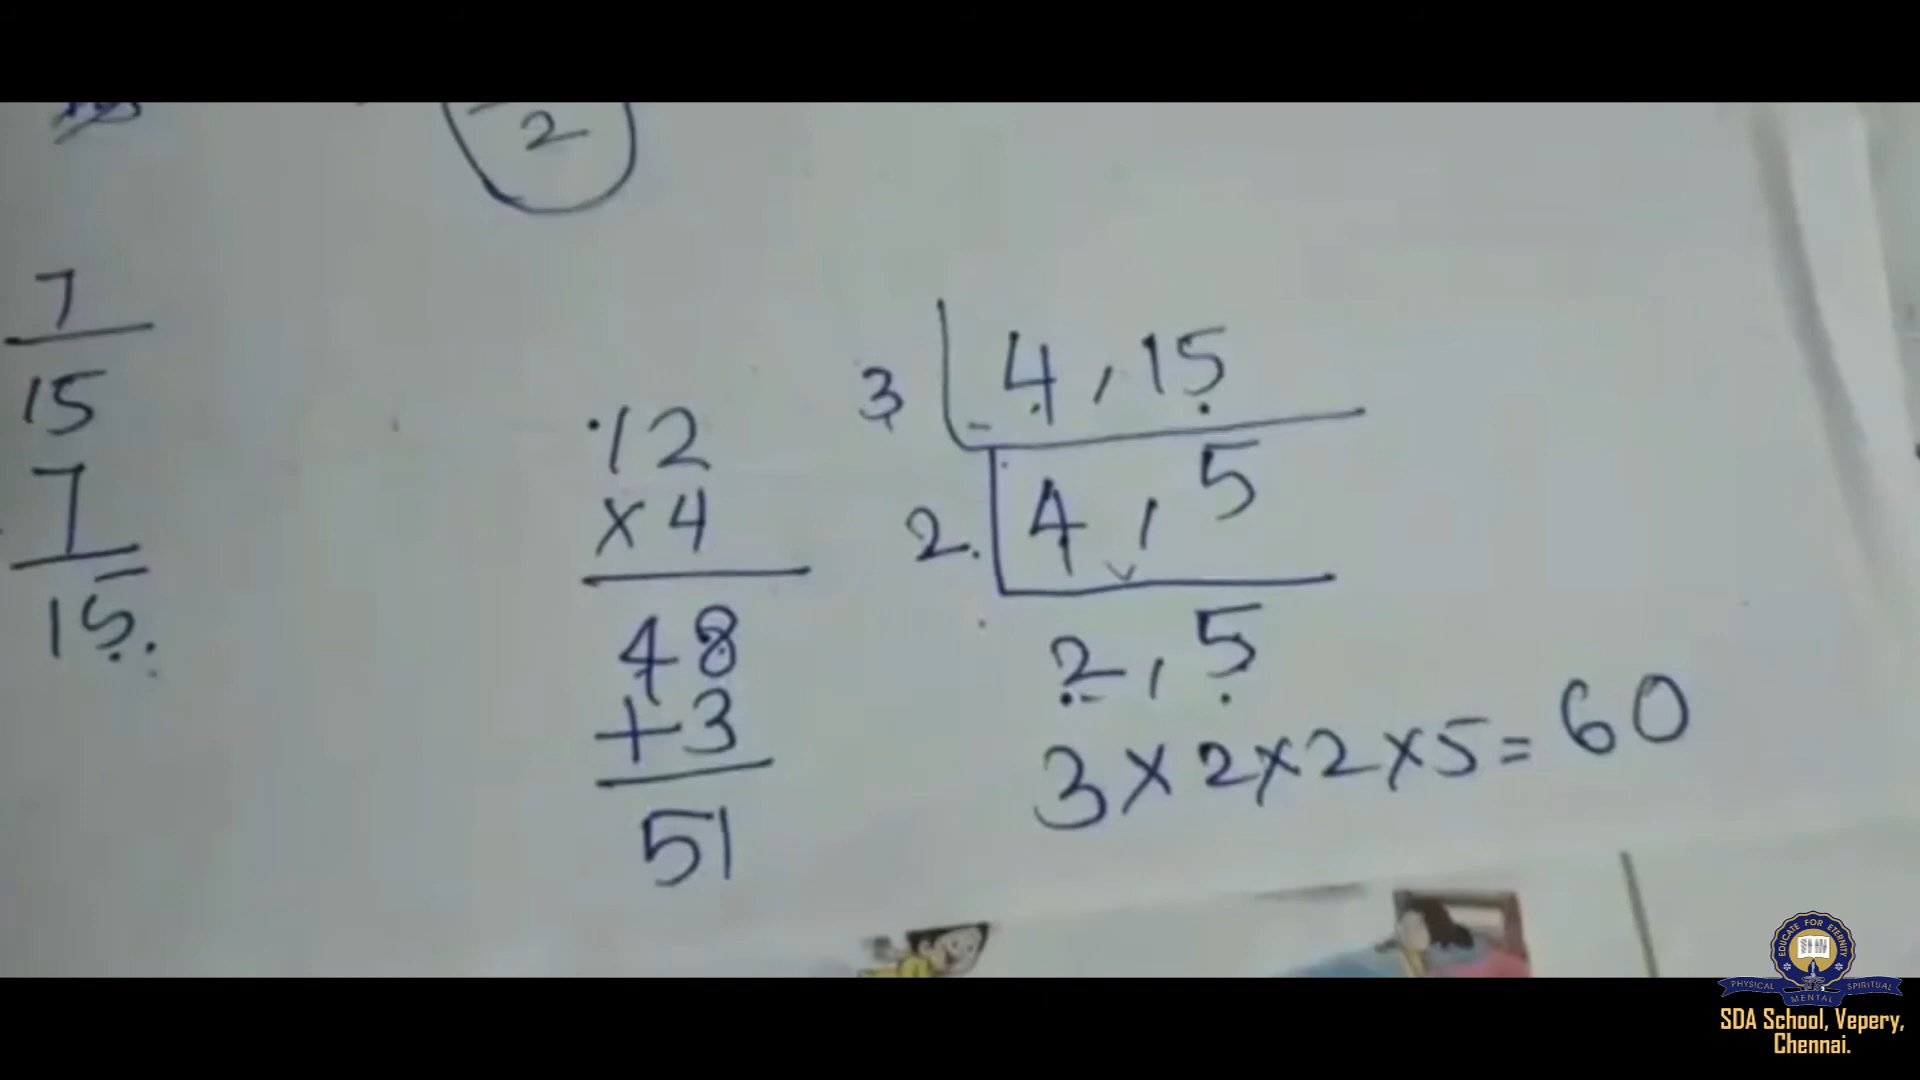 2
7
15
7
15.
12
x 4
48
+3
51
3 4, 15
2. 4, 5
2, 5
3 x 2 x 2 x 5 = 60
EDUCATE FOR ETERNITY
PHYSICAL MENTAL SPIRITUAL
SDA School, Vepery,
Chennai.